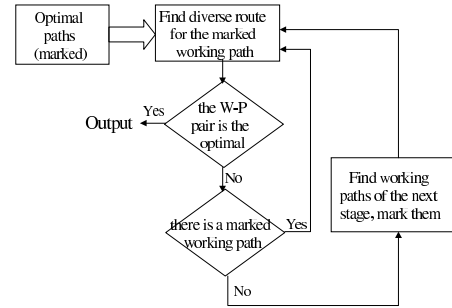 Optimal
paths
(marked)
Find diverse route
for the marked
working path
the W-P
pair is the
optimal
Yes
Output
No
there is a marked
working path
Yes
No
Find working
paths of the next
stage, mark them